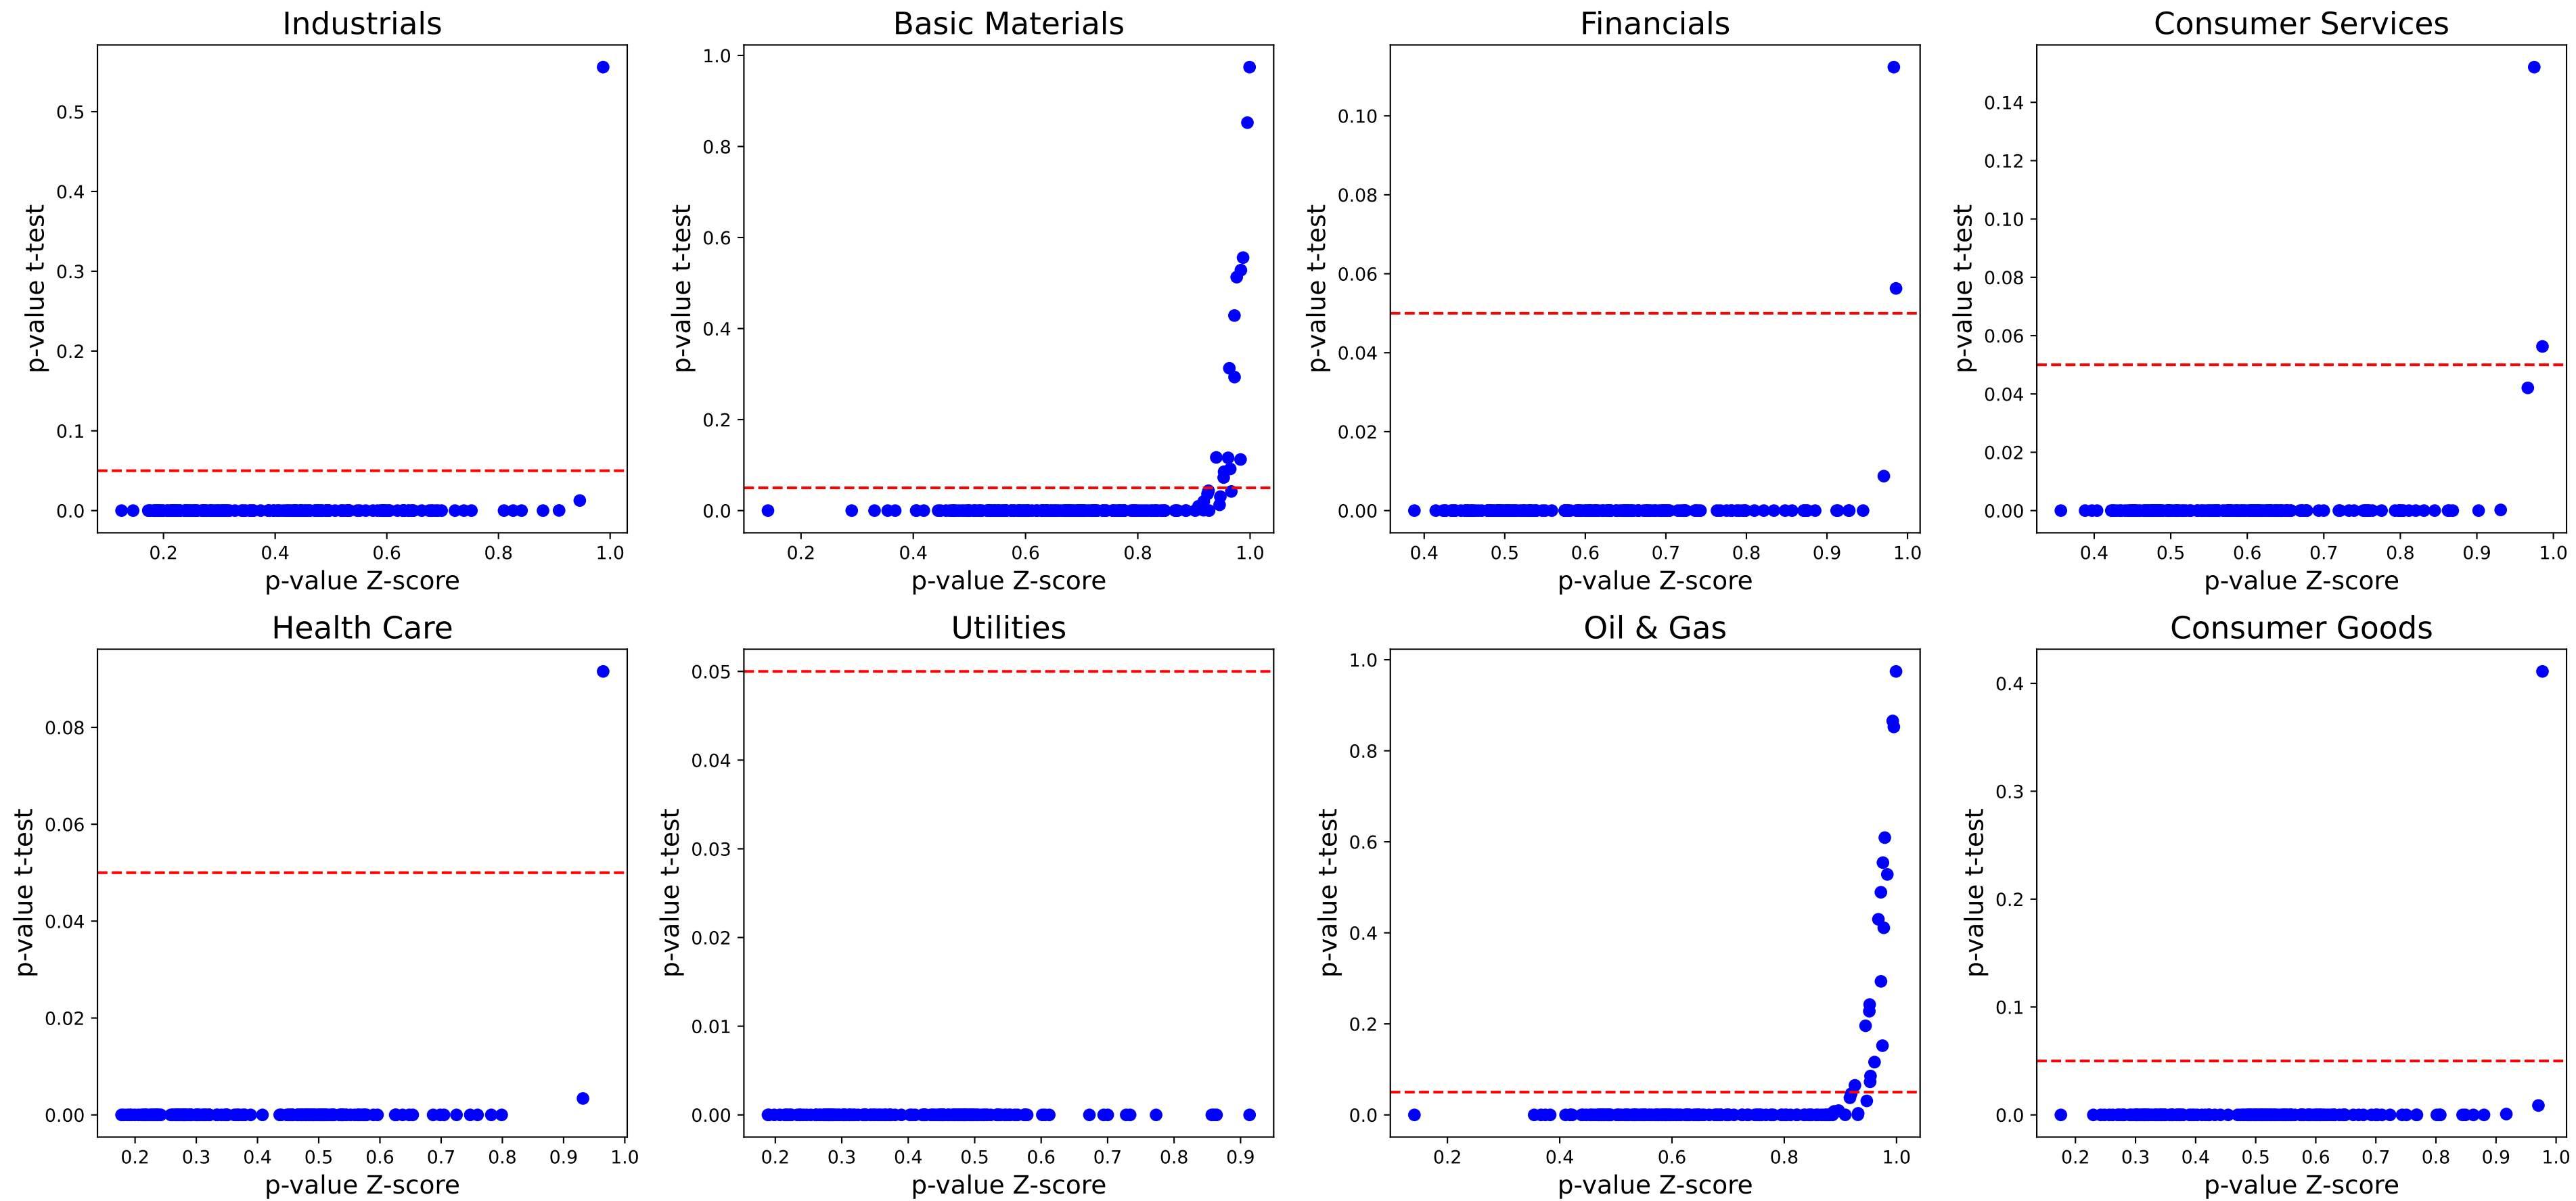 Industrials
0.5
0.4
0.3
0.2
0.1
0.0
p-value t-test
0.2 0.4 0.6 0.8 1.0
p-value Z-score
Basic Materials
1.0
0.8
0.6
0.4
0.2
0.0
p-value t-test
0.2 0.4 0.6 0.8 1.0
p-value Z-score
Financials
0.10
0.08
0.06
0.04
0.02
0.00
p-value t-test
0.4 0.5 0.6 0.7 0.8 0.9 1.0
p-value Z-score
Consumer Services
0.14
0.12
0.10
0.08
0.06
0.04
0.02
0.00
p-value t-test
0.4 0.5 0.6 0.7 0.8 0.9 1.0
p-value Z-score
Health Care
0.08
0.06
0.04
0.02
0.00
p-value t-test
0.2 0.3 0.4 0.5 0.6 0.7 0.8 0.9 1.0
p-value Z-score
Utilities
0.05
0.04
0.03
0.02
0.01
0.00
p-value t-test
0.2 0.3 0.4 0.5 0.6 0.7 0.8 0.9
p-value Z-score
Oil & Gas
1.0
0.8
0.6
0.4
0.2
0.0
p-value t-test
0.2 0.4 0.6 0.8 1.0
p-value Z-score
Consumer Goods
0.4
0.3
0.2
0.1
0.0
p-value t-test
0.2 0.3 0.4 0.5 0.6 0.7 0.8 0.9 1.0
p-value Z-score